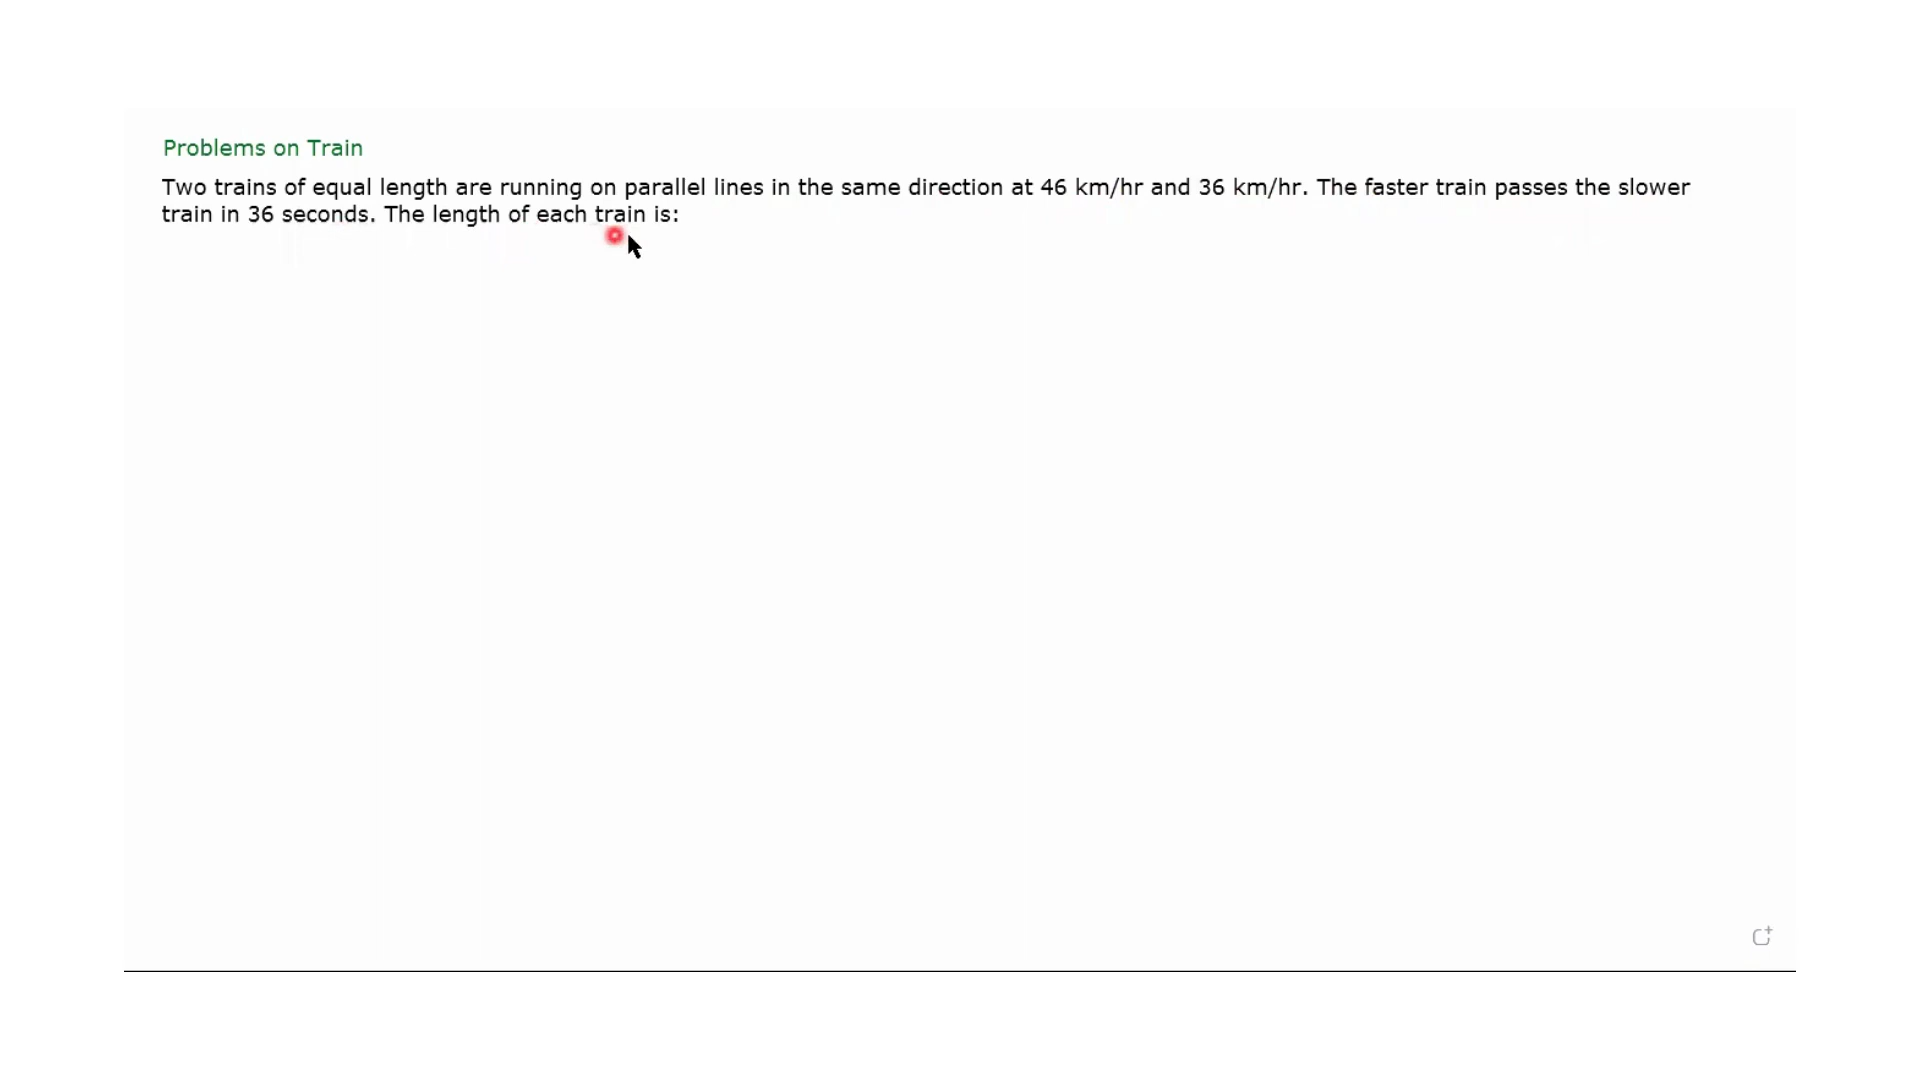 Problems on Train
Two trains of equal length are running on parallel lines in the same direction at 46 km/hr and 36 km/hr. The faster train passes the slower
train in 36 seconds. The length of each train is: